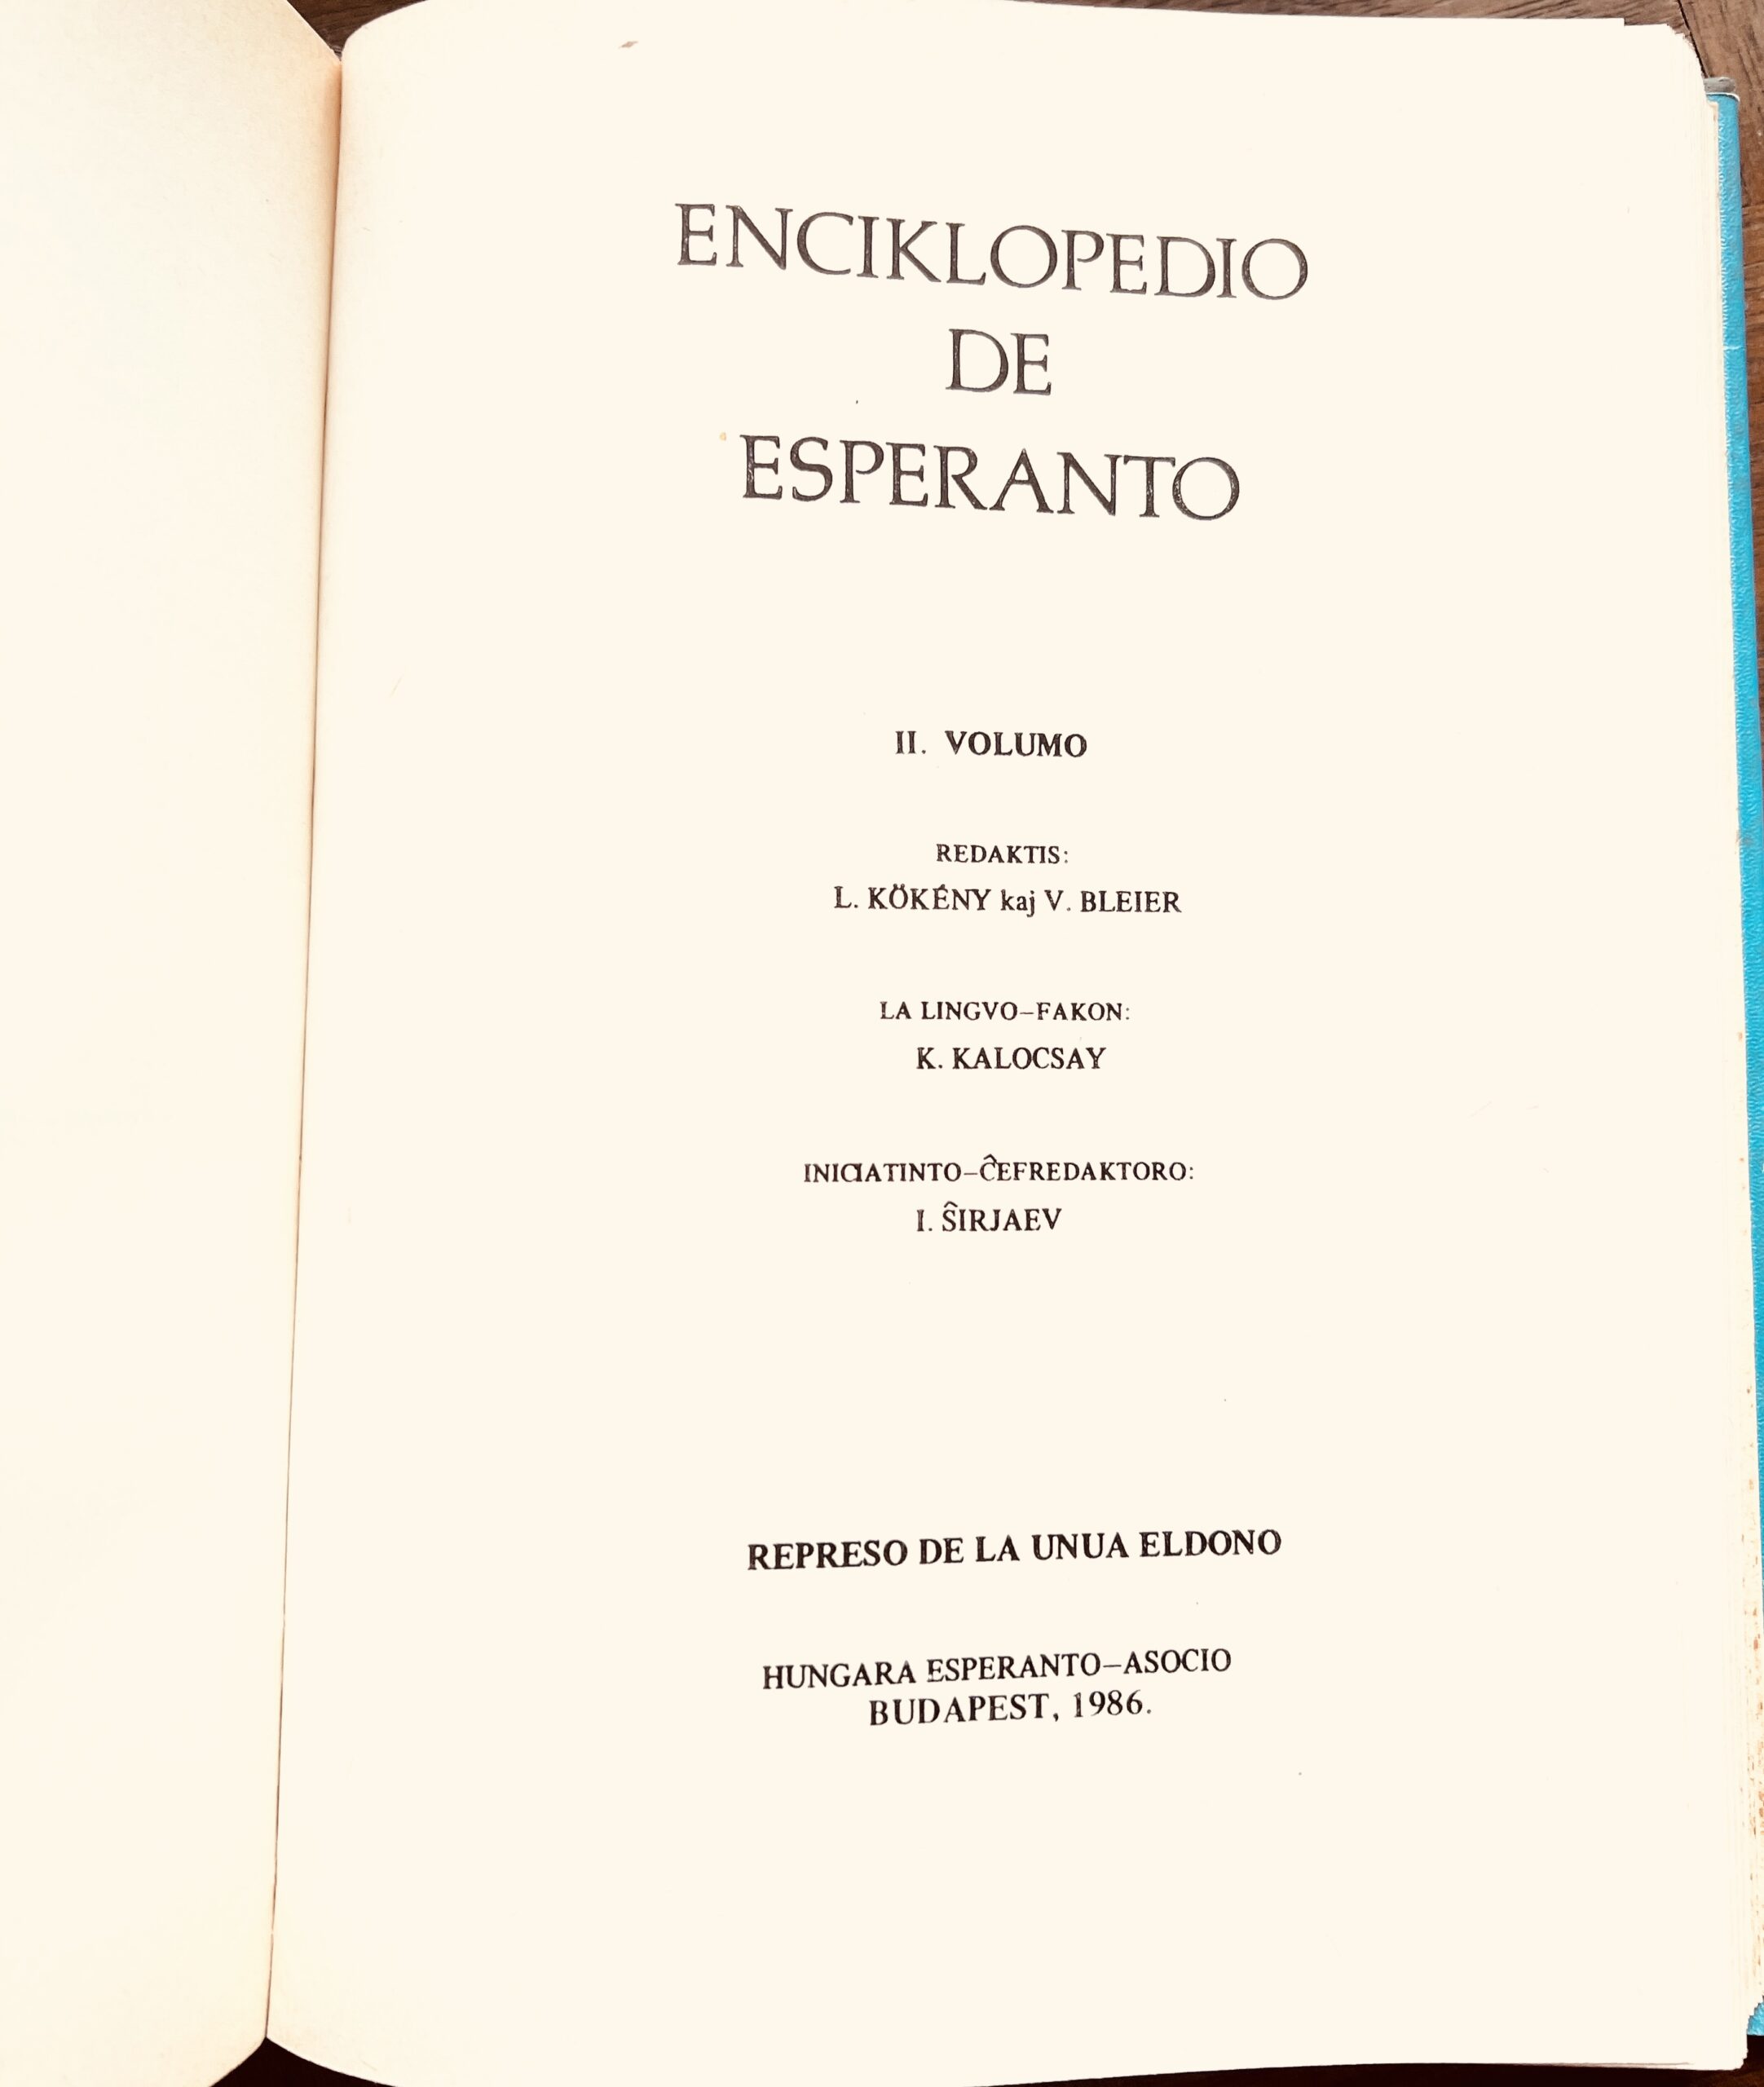 ENCIKLOPEDIO
DE
ESPERANTO
II. VOLUMO
REDAKTIS:
L. KÖKÉNY kaj V. BLEIER
LA LINGVO–FAKON:
K. KALOCSAY
INICIATINTO–ĈEFREDAKTORO:
I. ŜIRJAEV
REPRESO DE LA UNUA ELDONO
HUNGARA ESPERANTO–ASOCIO
BUDAPEST, 1986.